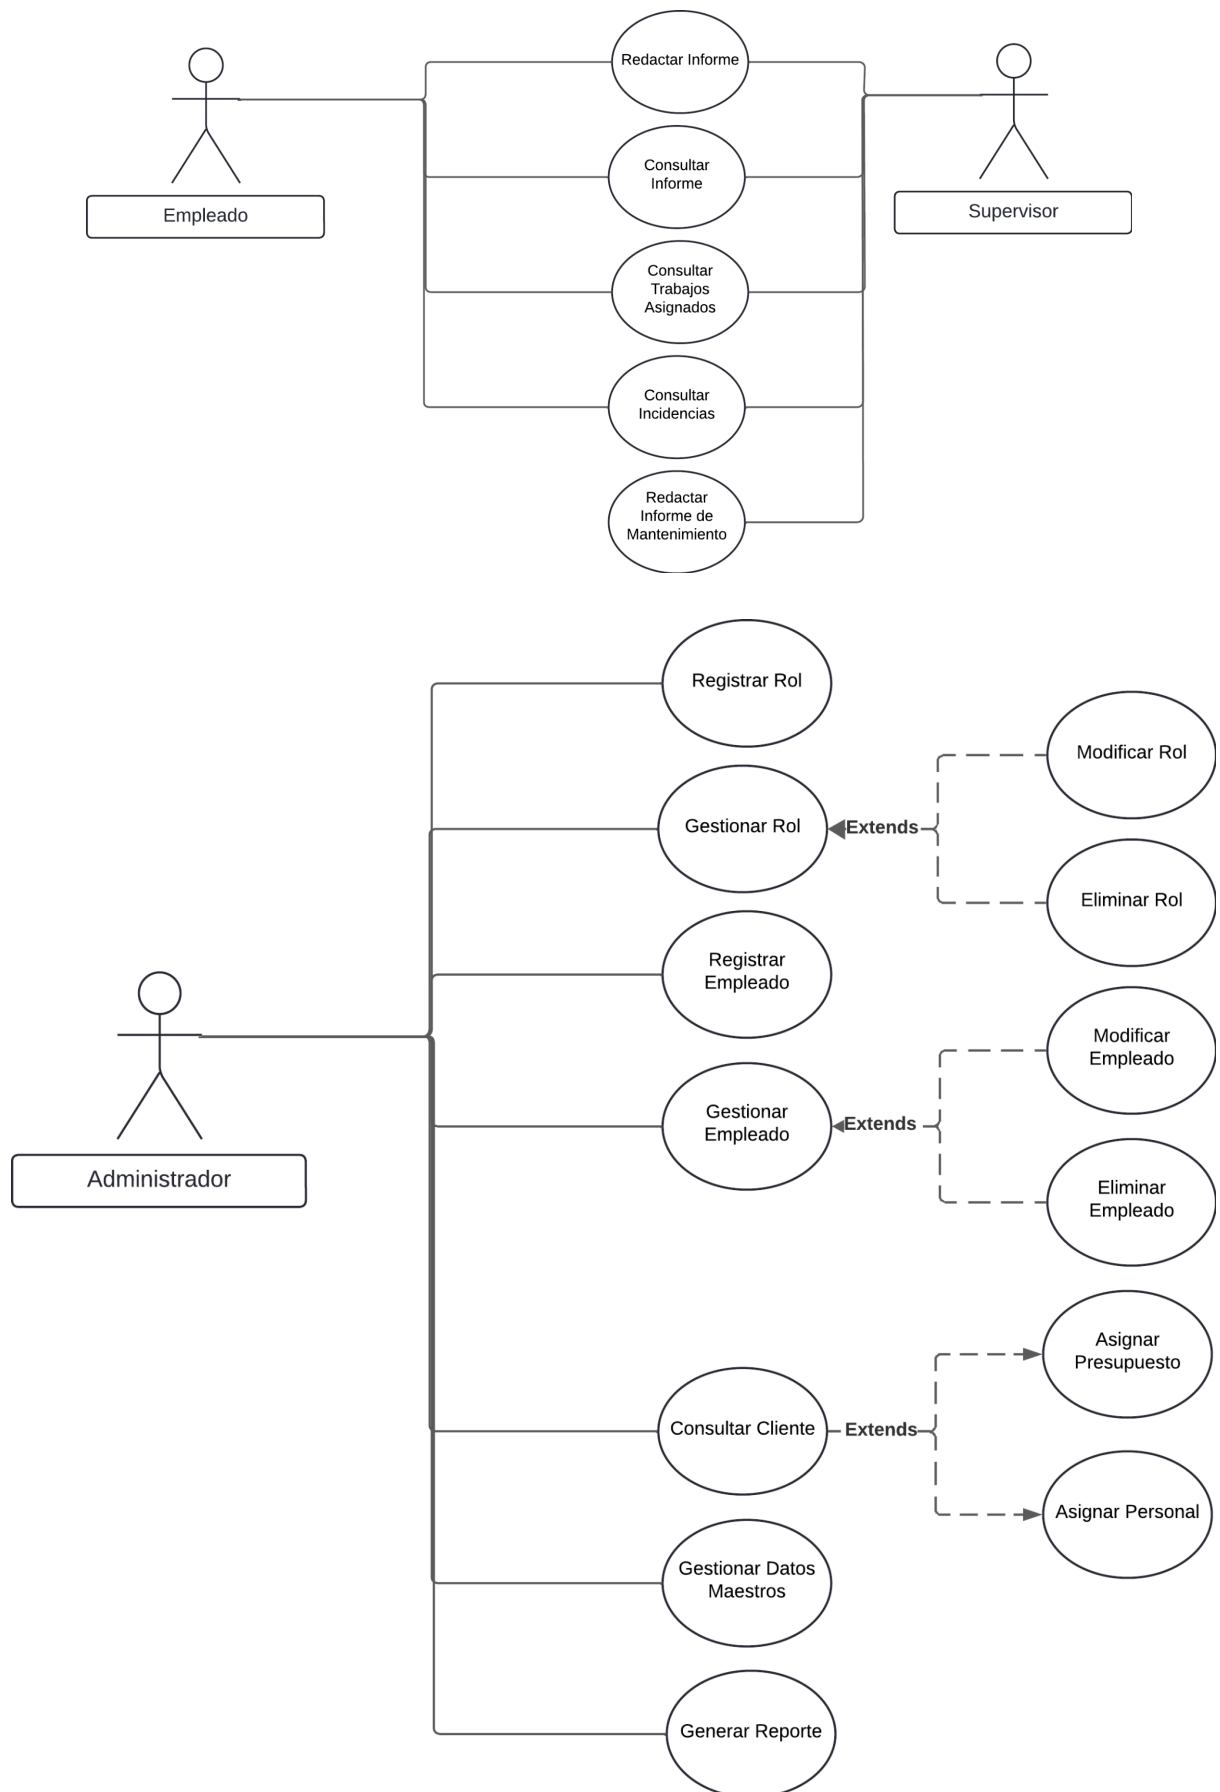 Redactar Informe
Empleado
Supervisor
Consultar
Informe
Consultar
Trabajos
Asignados
Consultar
Incidencias
Redactar
Informe de
Mantenimiento
Registrar Rol
Modificar Rol
Gestionar Rol
Extends
Eliminar Rol
Registrar
Empleado
Modificar
Empleado
Gestionar
Empleado
Extends
Administrador
Eliminar
Empleado
Asignar
Presupuesto
Consultar Cliente
Extends
Asignar Personal
Gestionar Datos
Maestros
Generar Reporte